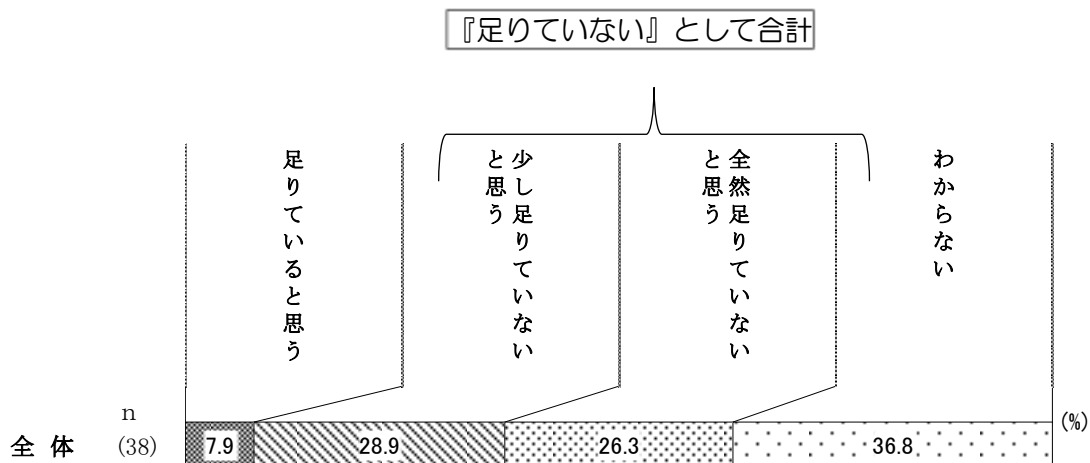 『足りていない』として合計
足りていると思う
少し足りていない
と思う
全然足りていない
と思う
わからない
(%)
n
全 体 (38) 7.9 28.9 26.3 36.8